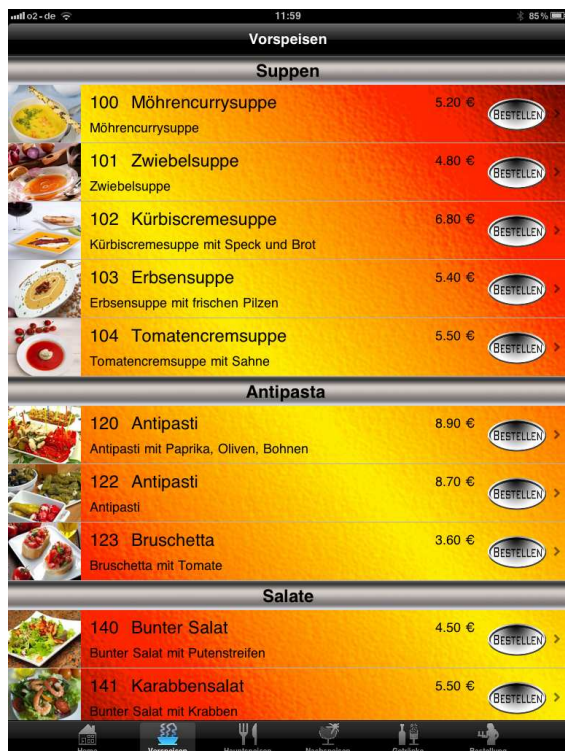 o2-de 11:59 85%
Vorspeisen
Suppen
100 Möhrencurrysuppe 5.20 € BESTELLEN
Möhrencurrysuppe
101 Zwiebelsuppe 4.80 € BESTELLEN
Zwiebelsuppe
102 Kürbiscremesuppe 6.80 € BESTELLEN
Kürbiscremesuppe mit Speck und Brot
103 Erbsensuppe 5.40 € BESTELLEN
Erbsensuppe mit frischen Pilzen
104 Tomatencremsuppe 5.50 € BESTELLEN
Tomatencremsuppe mit Sahne
Antipasta
120 Antipasti 8.90 € BESTELLEN
Antipasti mit Paprika, Oliven, Bohnen
122 Antipasti 8.70 € BESTELLEN
Antipasti
123 Bruschetta 3.60 € BESTELLEN
Bruschetta mit Tomate
Salate
140 Bunter Salat 4.50 € BESTELLEN
Bunter Salat mit Putenstreifen
141 Karabbensalat 5.50 € BESTELLEN
Bunter Salat mit Krabben
Home Vorspeisen Hauptspeisen Nachspeisen Getränke Bestellung